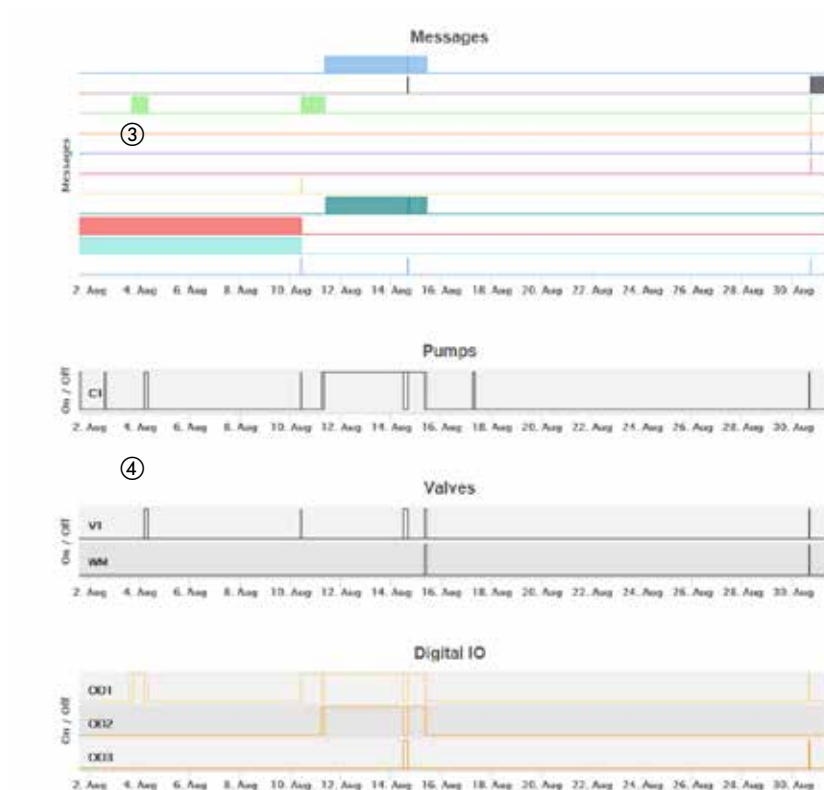 Messages
③
Messages
2. Aug 4. Aug 6. Aug 8. Aug 10. Aug 12. Aug 14. Aug 16. Aug 18. Aug 20. Aug 22. Aug 24. Aug 26. Aug 28. Aug 30. Aug
Pumps
On / Off
C1
2. Aug 4. Aug 6. Aug 8. Aug 10. Aug 12. Aug 14. Aug 16. Aug 18. Aug 20. Aug 22. Aug 24. Aug 26. Aug 28. Aug 30. Aug
④
Valves
On / Off
V1
WM
2. Aug 4. Aug 6. Aug 8. Aug 10. Aug 12. Aug 14. Aug 16. Aug 18. Aug 20. Aug 22. Aug 24. Aug 26. Aug 28. Aug 30. Aug
Digital IO
On / Off
OD1
OD2
OD3
2. Aug 4. Aug 6. Aug 8. Aug 10. Aug 12. Aug 14. Aug 16. Aug 18. Aug 20. Aug 22. Aug 24. Aug 26. Aug 28. Aug 30. Aug